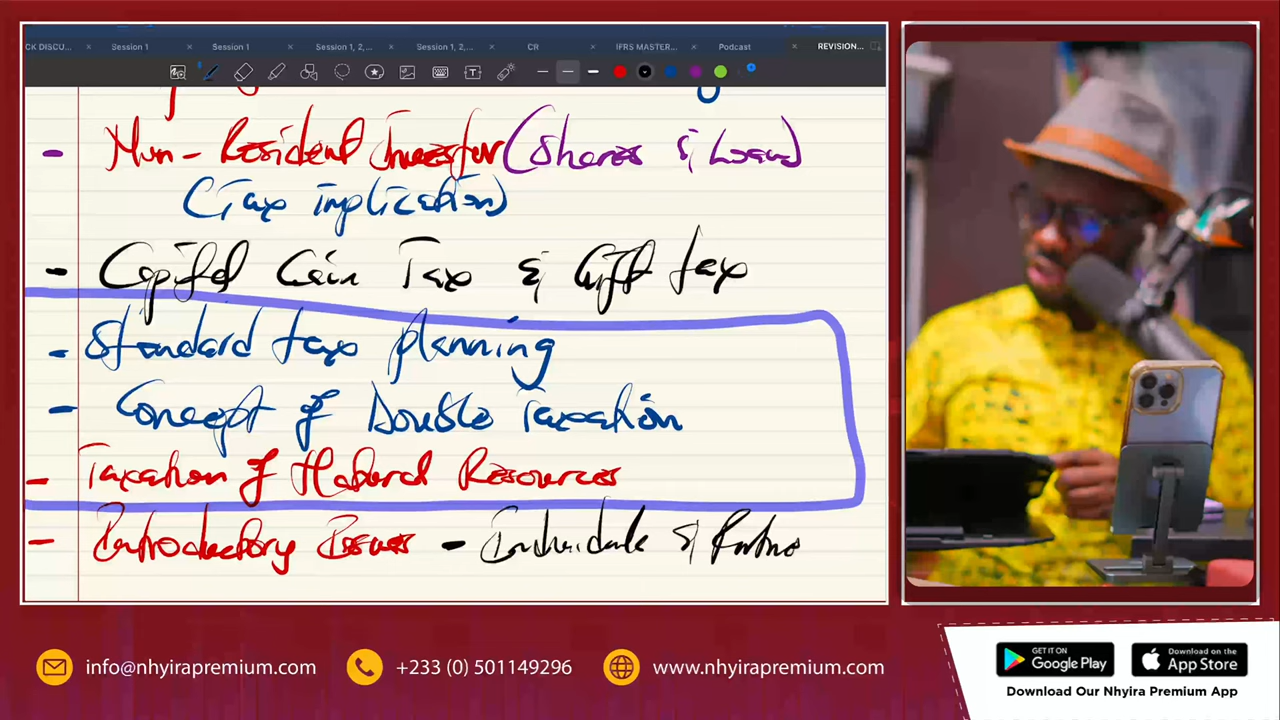 CK DISCU... Session 1 Session 1 Session 1, 2,... Session 1, 2,... CR IFRS MASTER... Podcast REVISION...
- Non-Resident Investor (Shares & Loan)
(Tax implication)
- Capital Gain Tax & Gift tax
- Standard tax planning
- Concept of Double Taxation
- Taxation of Natural Resources
- Introductory Issues - Individuals &
info@nhyirapremium.com +233 (0) 501149296 www.nhyirapremium.com
GET IT ON Google Play Download on the App Store
Download Our Nhyira Premium App